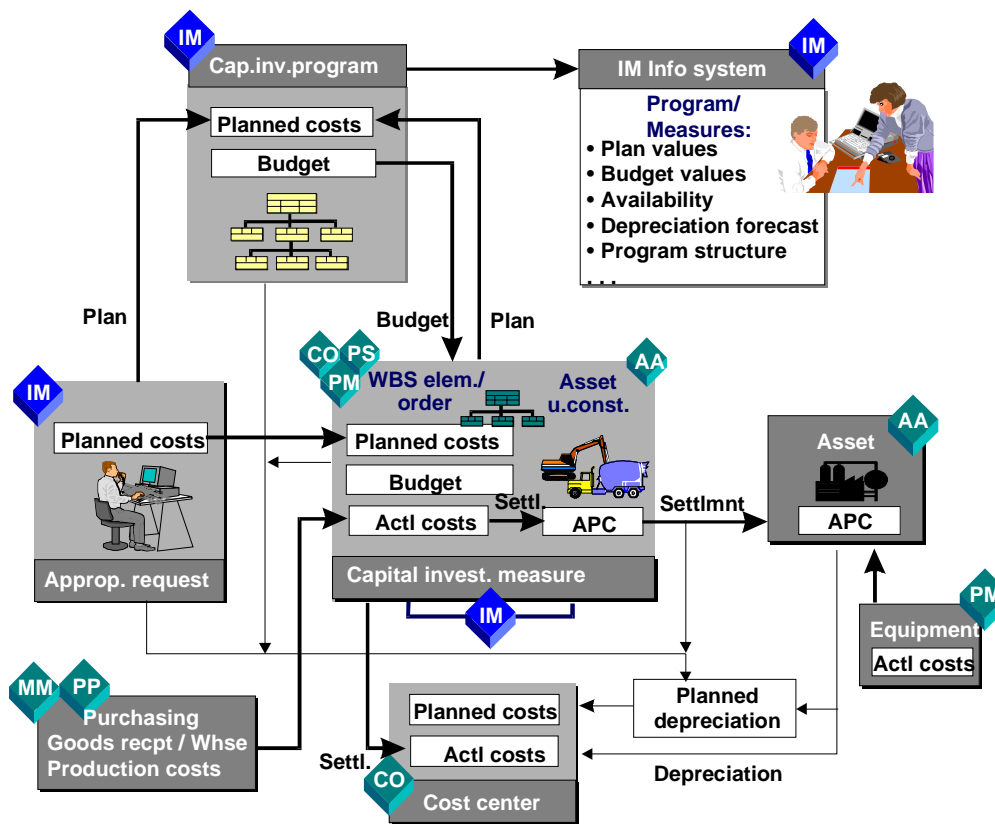 IM
Cap.inv.program
Planned costs
Budget
IM
IM Info system
Program/
Measures:
• Plan values
• Budget values
• Availability
• Depreciation forecast
• Program structure
. . .
Plan
Budget
Plan
IM
Planned costs
Approp. request
CO
PS
PM
AA
WBS elem./
order
Asset
u.const.
Planned costs
Budget
Actl costs
Settl.
APC
Capital invest. measure
IM
Settlmnt
AA
Asset
APC
PM
Equipment
Actl costs
MM
PP
Purchasing
Goods recpt / Whse
Production costs
Settl.
CO
Planned costs
Actl costs
Cost center
Planned
depreciation
Depreciation